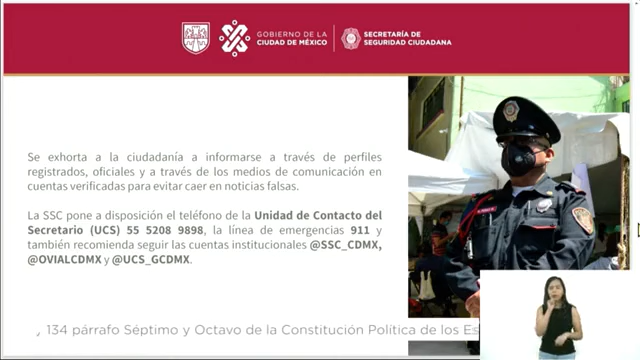 GOBIERNO DE LA
CIUDAD DE MÉXICO
SECRETARÍA DE
SEGURIDAD CIUDADANA
Se exhorta a la ciudadanía a informarse a través de perfiles
registrados, oficiales y a través de los medios de comunicación en
cuentas verificadas para evitar caer en noticias falsas.
La SSC pone a disposición el teléfono de la Unidad de Contacto del
Secretario (UCS) 55 5208 9898, la línea de emergencias 911 y
también recomienda seguir las cuentas institucionales @SSC_CDMX,
@OVIALCDMX y @UCS_GCDMX.
, 134 párrafo Séptimo y Octavo de la Constitución Política de los Es